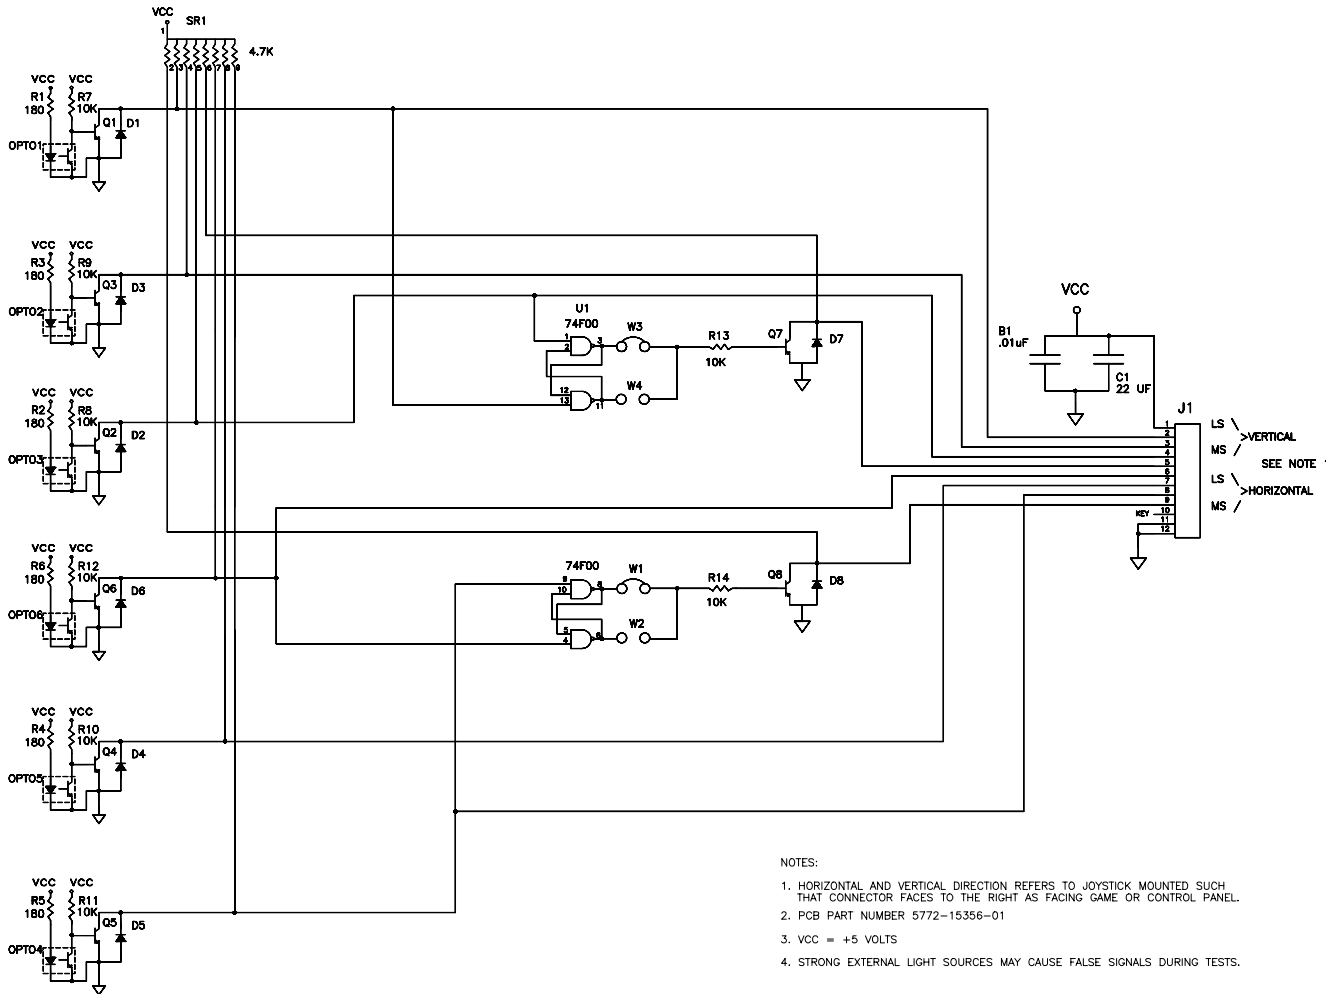 VCC
SR1
1
4.7K
2 3 4 5 6 7 8 9
VCC VCC
R1 R7
180 10K
Q1 D1
OPTO1
VCC VCC
R3 R9
180 10K
Q3 D3
OPTO2
VCC VCC
R2 R8
180 10K
Q2 D2
OPTO3
VCC VCC
R6 R12
180 10K
Q6 D6
OPTO6
VCC VCC
R4 R10
180 10K
Q4 D4
OPTO5
VCC VCC
R5 R11
180 10K
Q5 D5
OPTO4
U1
74F00
1
2
3
12
13
11
W3
W4
R13
10K
Q7
D7
74F00
9
10
8
5
4
6
W1
W2
R14
10K
Q8
D8
VCC
B1
.01uF
C1
22 UF
J1
1
2
3
4
5
6
7
8
9
KEY 10
11
12
LS \
>VERTICAL
MS /
SEE NOTE
LS \
>HORIZONTAL
MS /
NOTES:
1. HORIZONTAL AND VERTICAL DIRECTION REFERS TO JOYSTICK MOUNTED SUCH
THAT CONNECTOR FACES TO THE RIGHT AS FACING GAME OR CONTROL PANEL.
2. PCB PART NUMBER 5772-15356-01
3. VCC = +5 VOLTS
4. STRONG EXTERNAL LIGHT SOURCES MAY CAUSE FALSE SIGNALS DURING TESTS.